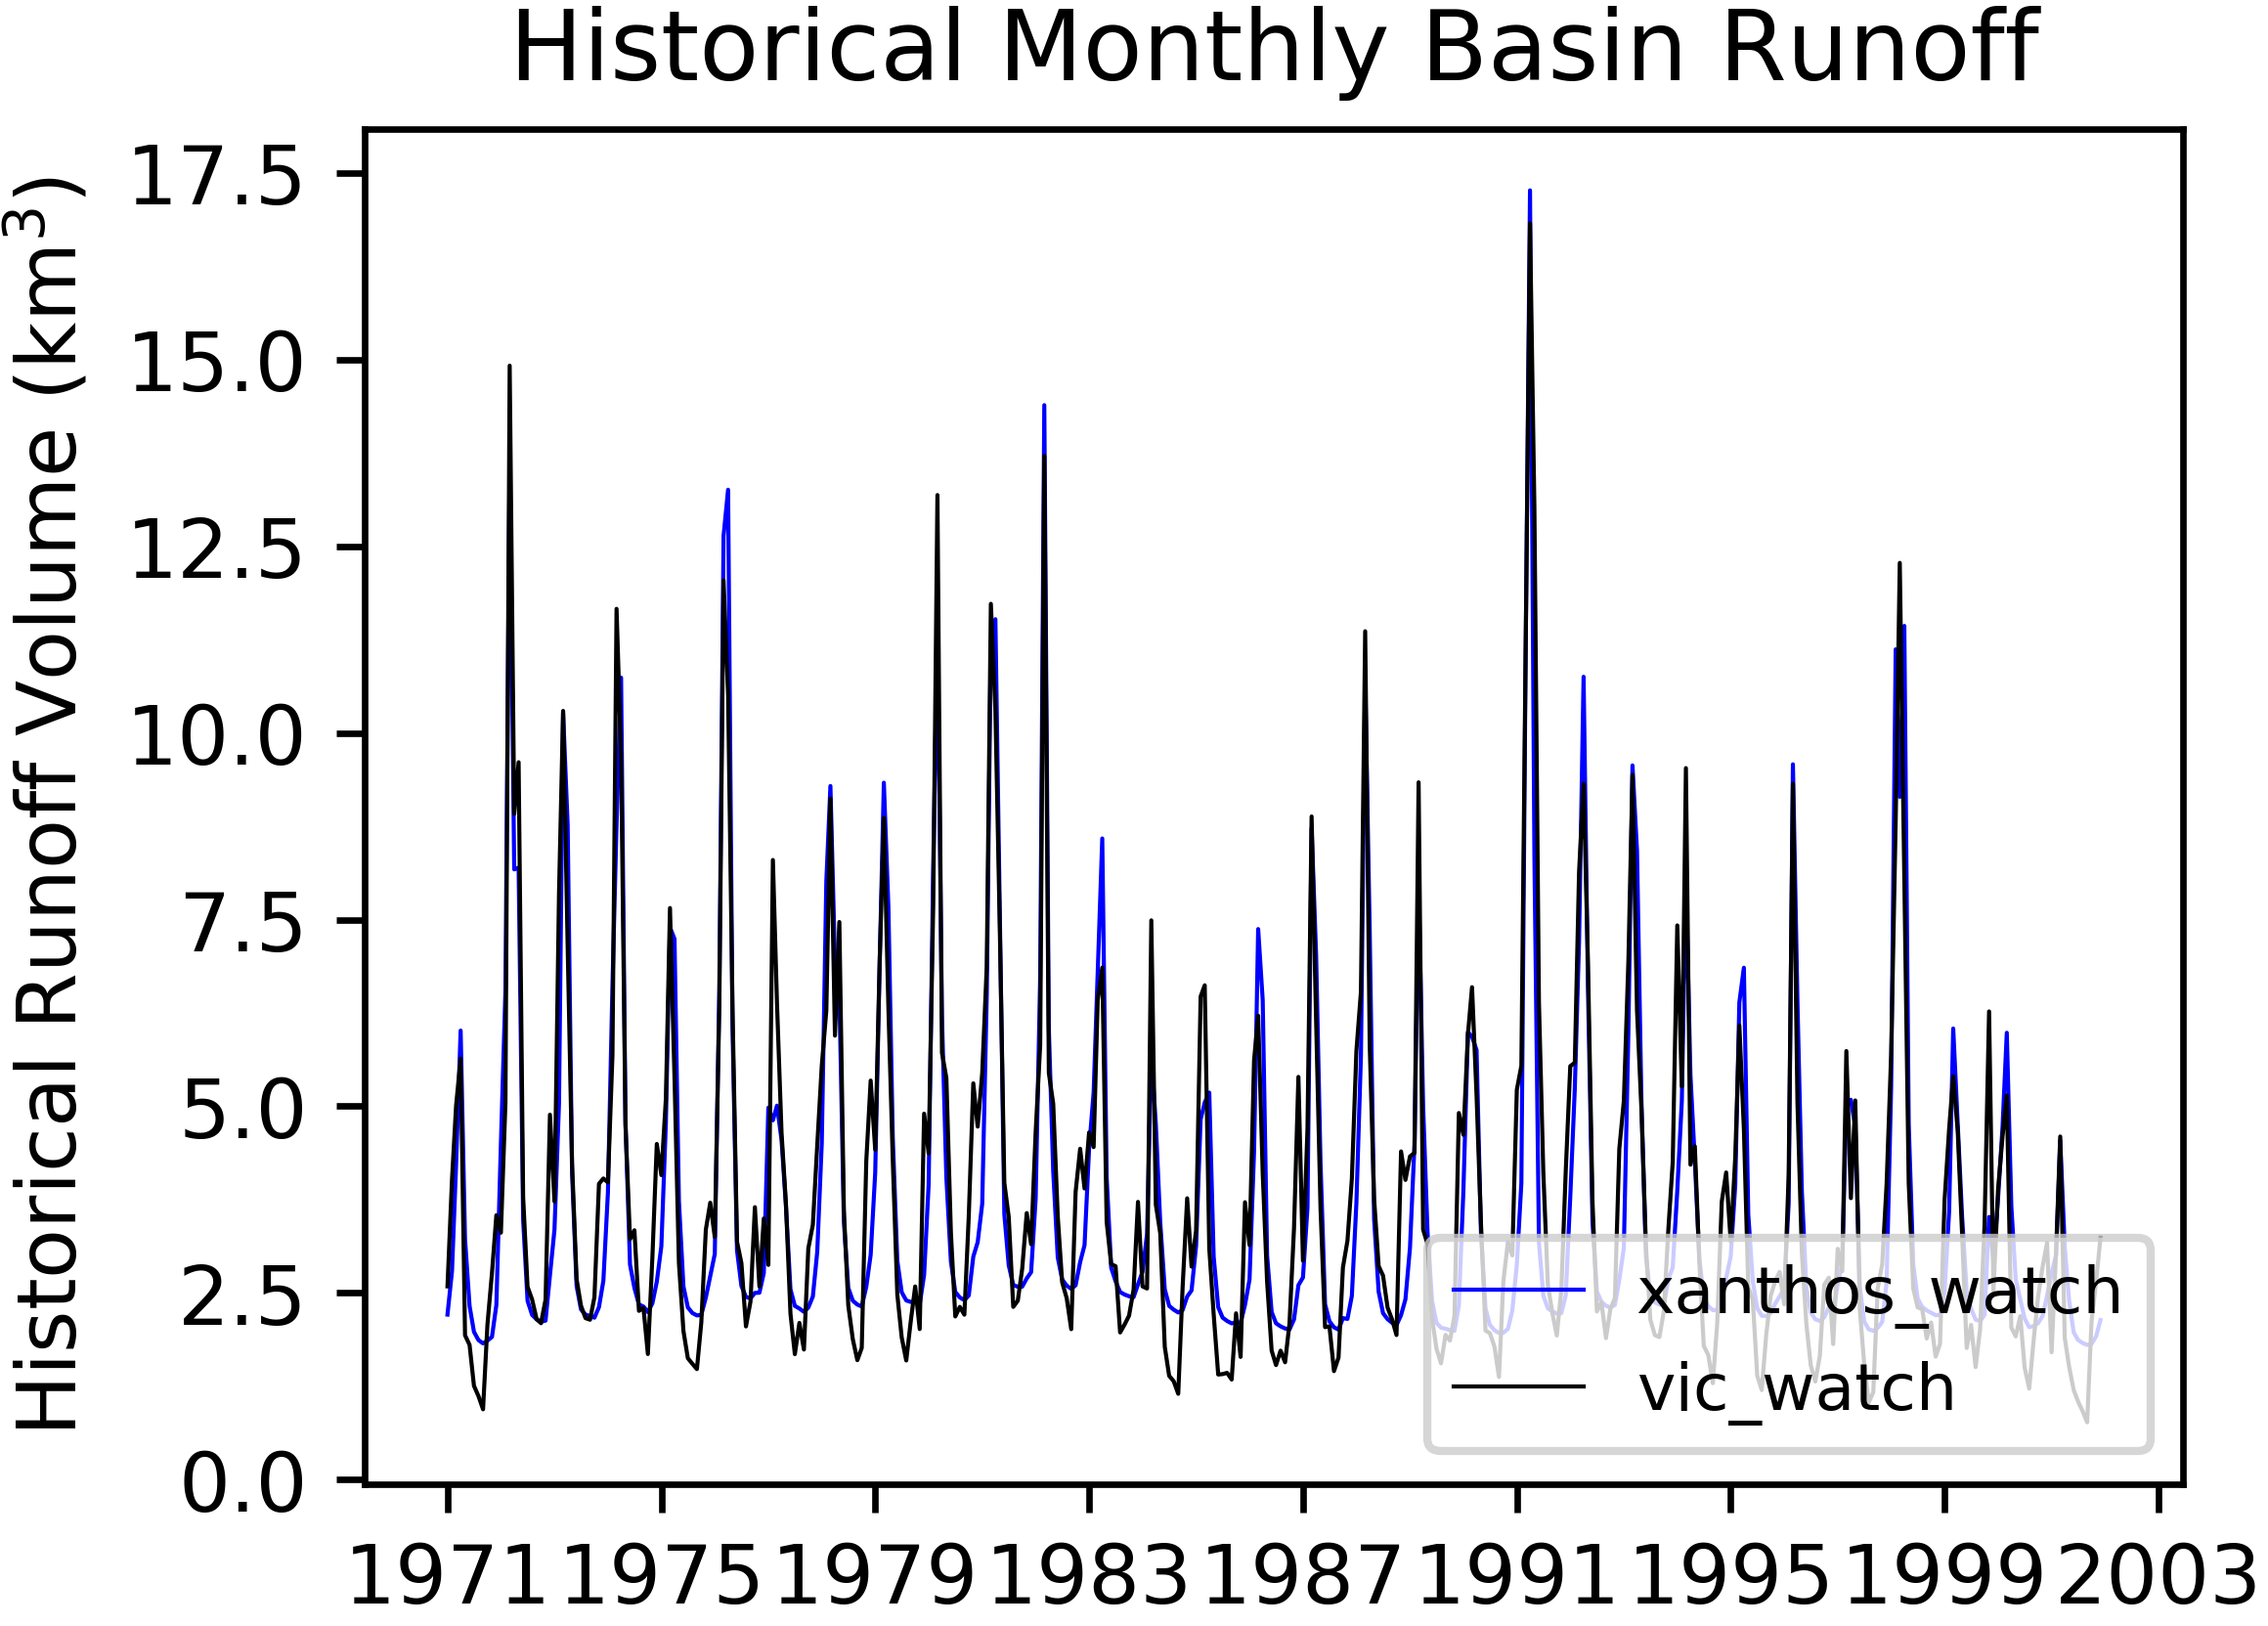 Historical Monthly Basin Runoff
Historical Runoff Volume (km³)
17.5
15.0
12.5
10.0
7.5
5.0
2.5
0.0
xanthos_watch
vic_watch
1971 1975 1979 1983 1987 1991 1995 1999 2003